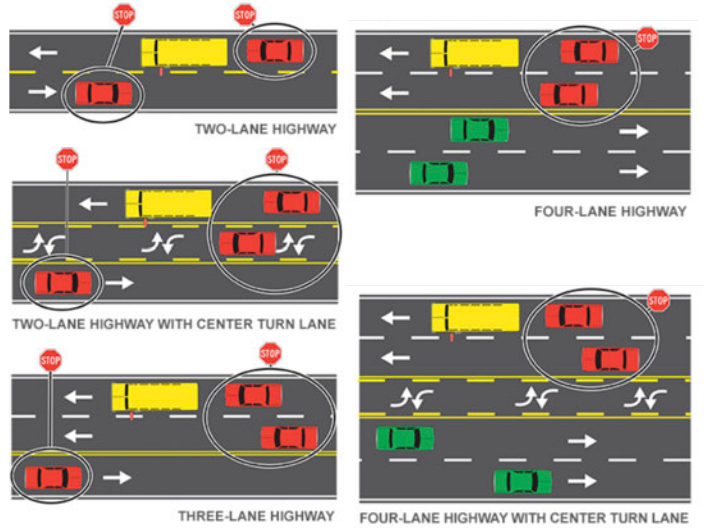 STOP
STOP
TWO-LANE HIGHWAY
STOP
STOP
TWO-LANE HIGHWAY WITH CENTER TURN LANE
STOP
STOP
THREE-LANE HIGHWAY
STOP
FOUR-LANE HIGHWAY
STOP
FOUR-LANE HIGHWAY WITH CENTER TURN LANE